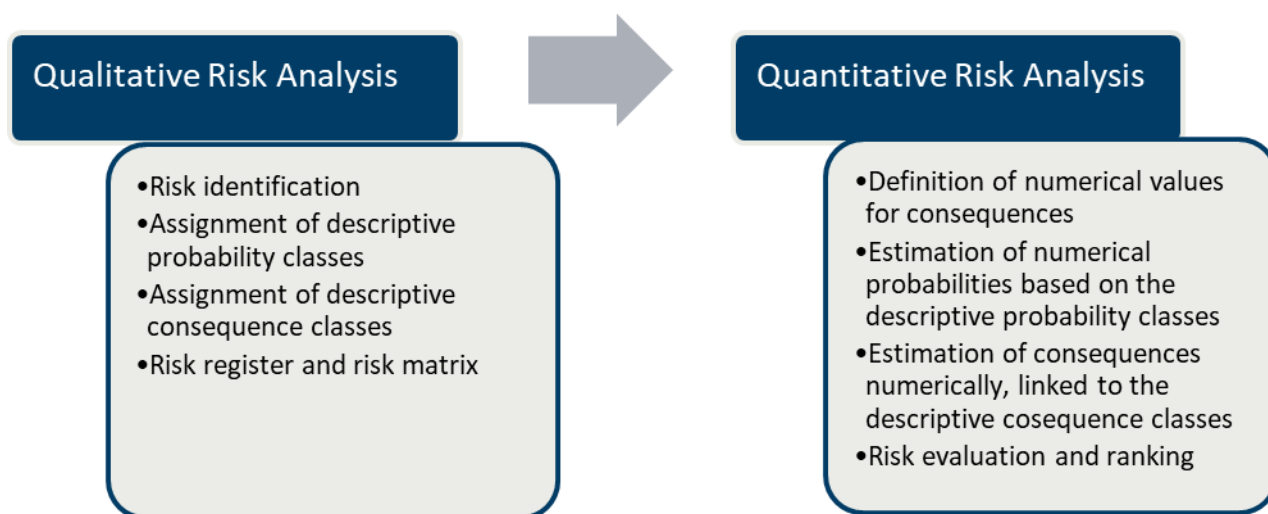 Qualitative Risk Analysis
•Risk identification
•Assignment of descriptive
probability classes
•Assignment of descriptive
consequence classes
•Risk register and risk matrix
Quantitative Risk Analysis
•Definition of numerical values
for consequences
•Estimation of numerical
probabilities based on the
descriptive probability classes
•Estimation of consequences
numerically, linked to the
descriptive cosequence classes
•Risk evaluation and ranking